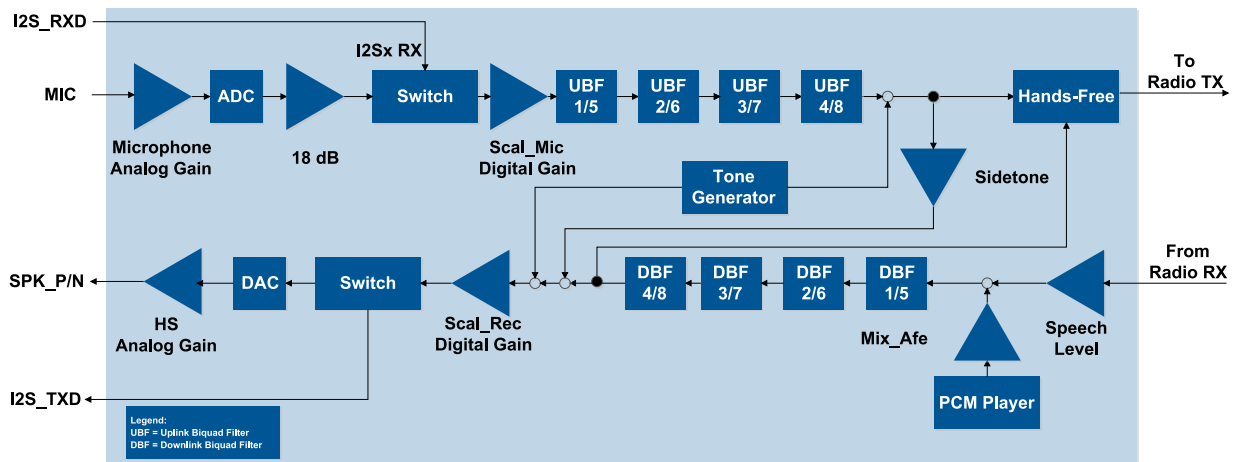 I2S_RXD
I2Sx RX
MIC
ADC
Switch
UBF
1/5
UBF
2/6
UBF
3/7
UBF
4/8
Hands-Free
To
Radio TX
Microphone
Analog Gain
18 dB
Scal_Mic
Digital Gain
Tone
Generator
Sidetone
SPK_P/N
HS
Analog Gain
DAC
Switch
Scal_Rec
Digital Gain
DBF
4/8
DBF
3/7
DBF
2/6
DBF
1/5
Mix_Afe
Speech
Level
From
Radio RX
PCM Player
I2S_TXD
Legend:
UBF = Uplink Biquad Filter
DBF = Downlink Biquad Filter